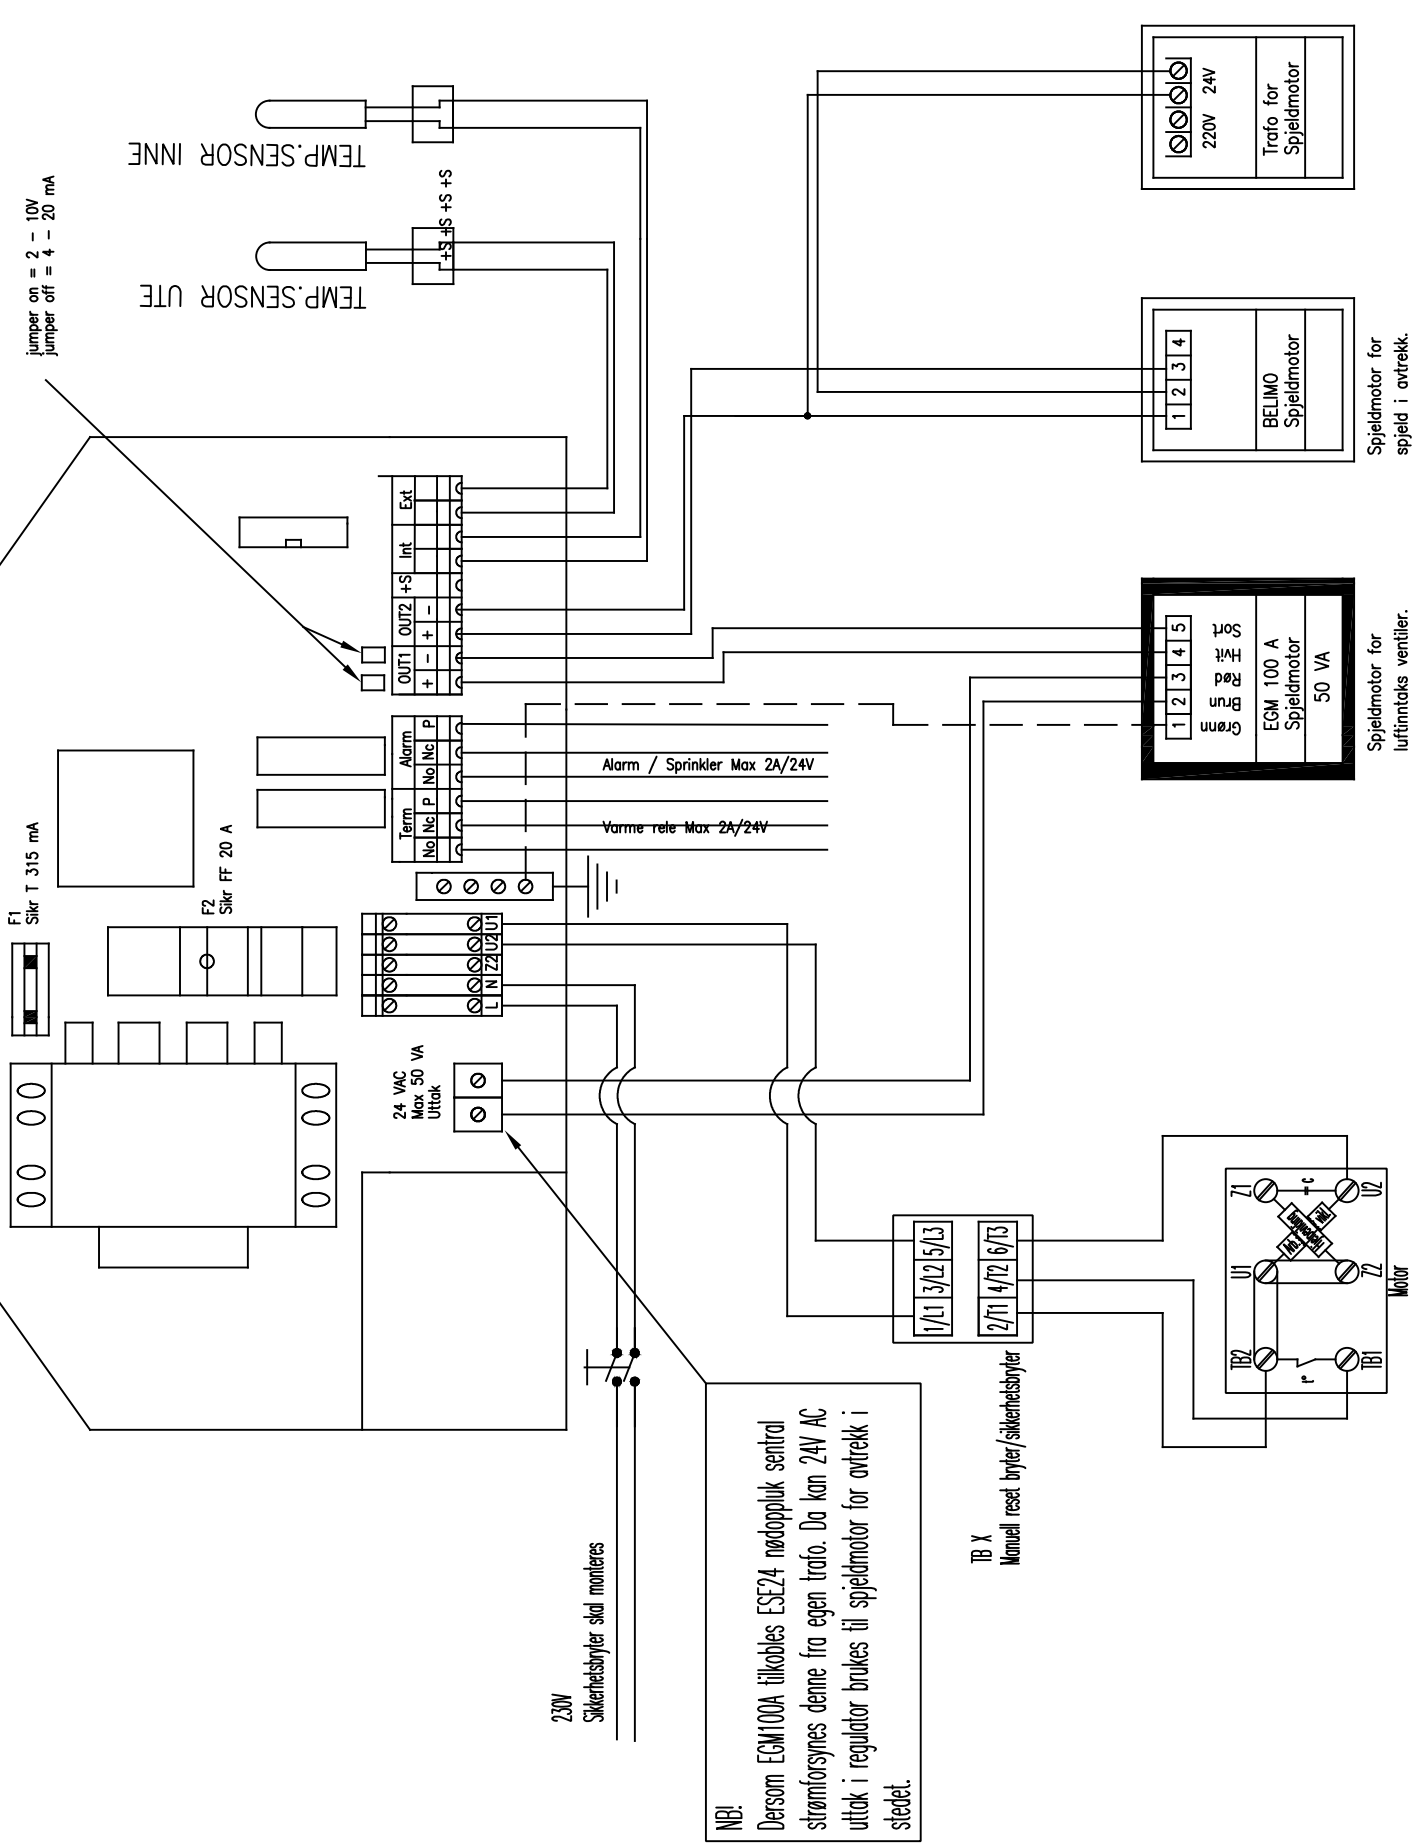 jumper on = 2 - 10V
jumper off = 4 - 20 mA
TEMP.SENSOR INNE
TEMP.SENSOR UTE
+S +S +S +S
F1
Sikr T 315 mA
F2
Sikr FF 20 A
Term
No Nc P
Alarm
No Nc P
OUT1
+ -
OUT2
+ -
+S
Int
Ext
Alarm / Sprinkler Max 2A/24V
Varme rele Max 2A/24V
L N Z2 U2 U1
24 VAC
Max 50 VA
Uttak
220V 24V
Trafo for
Spjeldmotor
1 2 3 4
BELIMO
Spjeldmotor
Spjeldmotor for
spjeld i avtrekk.
1 2 3 4 5
Grønn
Brun
Rød
Hvit
Sort
EGM 100 A
Spjeldmotor
50 VA
Spjeldmotor for
luftinntaks ventiler.
230V
Sikkerhetsbryter skal monteres
NB!
Dersom EGM100A tilkobles ESE24 nødoppluk sentral
strømforsynes denne fra egen trafo. Da kan 24V AC
uttak i regulator brukes til spjeldmotor for avtrekk i
stedet.
1/L1 3/L2 5/L3
2/T1 4/T2 6/T3
TB X
Manuell reset bryter/sikkerhetsbryter
TB2 U1 Z1
t°
c
TB1 Z2 U2
Motor